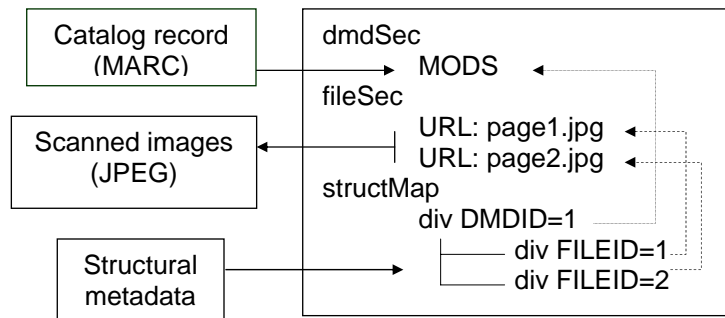 Catalog record
(MARC)
dmdSec
MODS
fileSec
URL: page1.jpg
URL: page2.jpg
Scanned images
(JPEG)
structMap
div DMDID=1
div FILEID=1
div FILEID=2
Structural
metadata